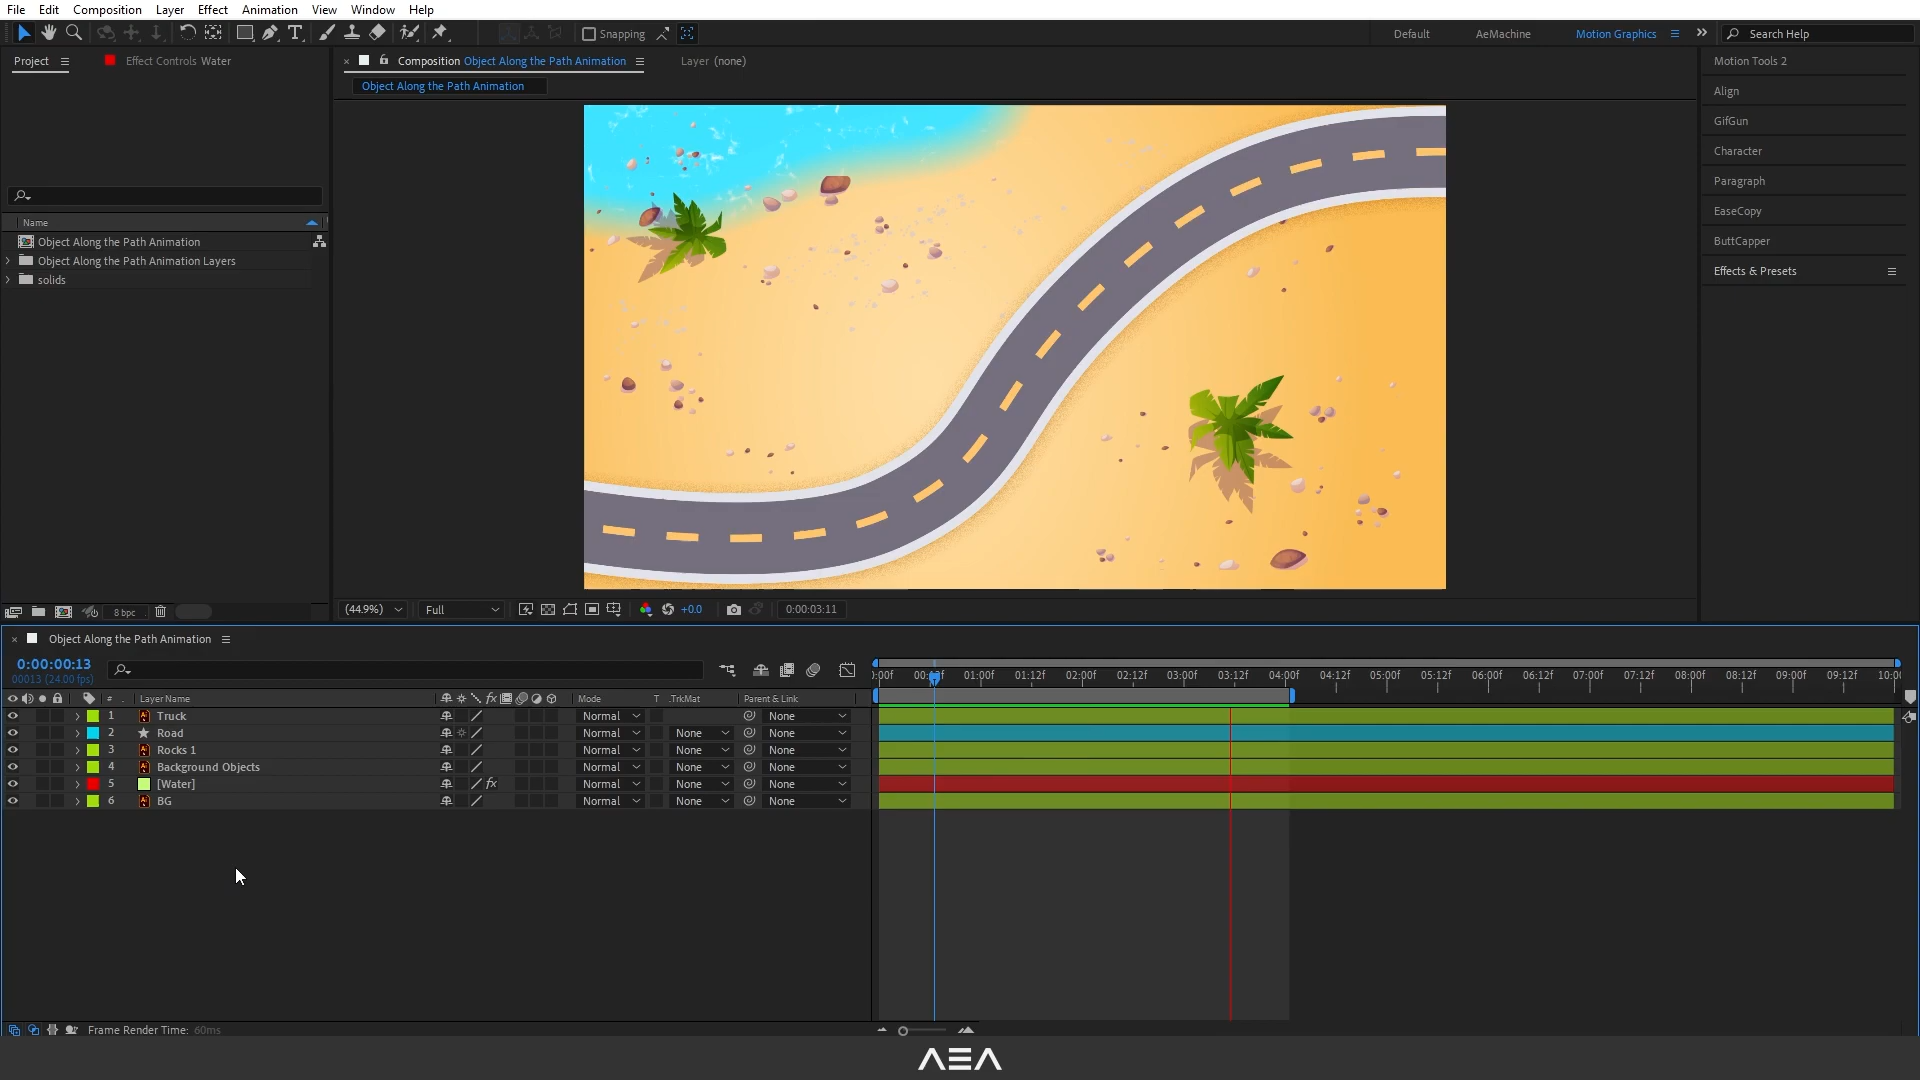 File Edit Composition Layer Effect Animation View Window Help
Snapping Default AeMachine Motion Graphics Search Help
Project Effect Controls Water
Composition Object Along the Path Animation Layer (none)
Object Along the Path Animation
Motion Tools 2
Align
GifGun
Character
Paragraph
EaseCopy
ButtCapper
Effects & Presets
Name
Object Along the Path Animation
Object Along the Path Animation Layers
solids
8 bpc
(44.9%) Full +0.0 0:00:03:11
Object Along the Path Animation
0:00:00:13
00013 (24.00 fps)
01:00f 01:12f 02:00f 02:12f 03:00f 03:12f 04:00f 04:12f 05:00f 05:12f 06:00f 06:12f 07:00f 07:12f 08:00f 08:12f 09:00f 09:12f
# Layer Name fx Mode T .TrkMat Parent & Link
1 Truck Normal None
2 Road Normal None None
3 Rocks 1 Normal None None
4 Background Objects Normal None None
5 [Water] fx Normal None None
6 BG Normal None None
Frame Render Time: 60ms
AEA